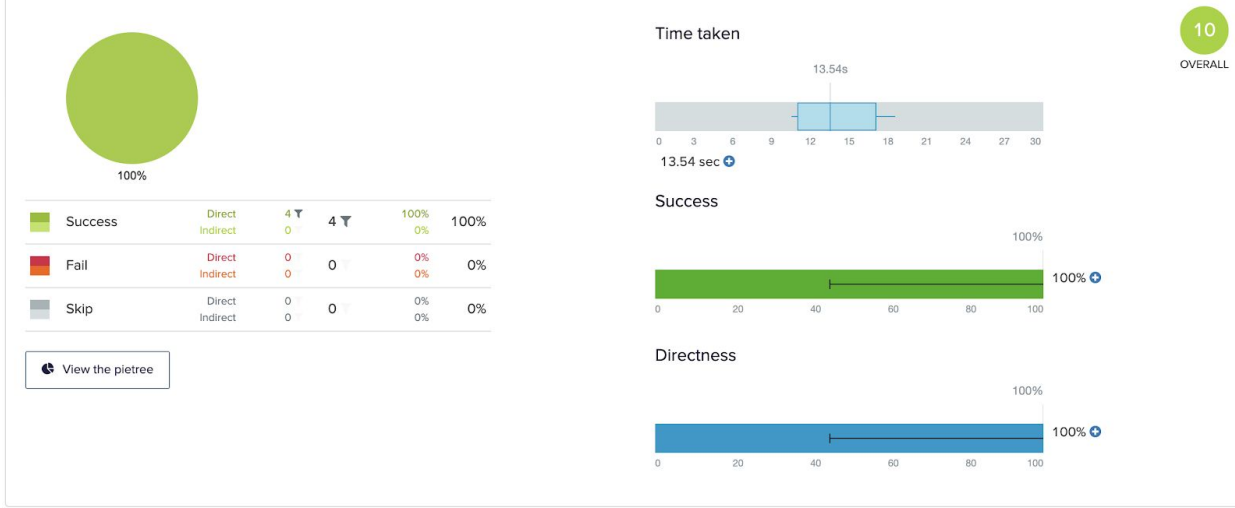 100%
Success Direct 4 4 100% 100%
Indirect 0 0%
Fail Direct 0 0 0% 0%
Indirect 0 0%
Skip Direct 0 0 0% 0%
Indirect 0 0%
View the pietree
Time taken
13.54s
0 3 6 9 12 15 18 21 24 27 30
13.54 sec
Success
100%
100%
0 20 40 60 80 100
Directness
100%
100%
0 20 40 60 80 100
10
OVERALL